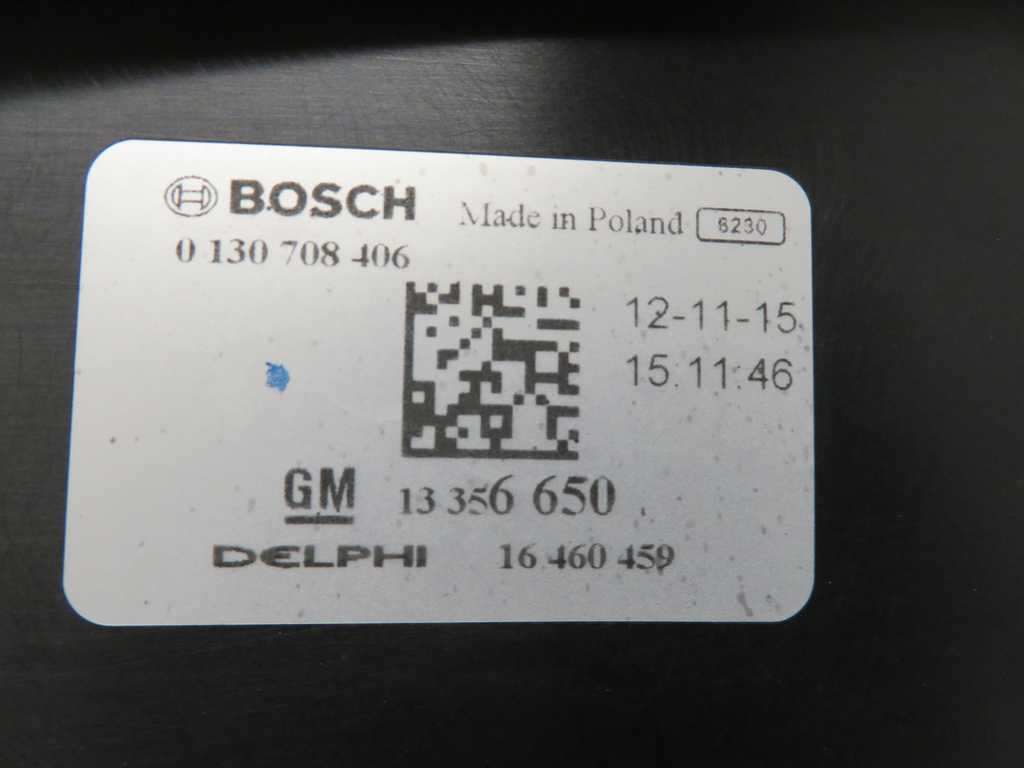 BOSCH Made in Poland 6230
0 130 708 406
12-11-15
15:11:46
GM 13 356 650
DELPHI 16 460 459